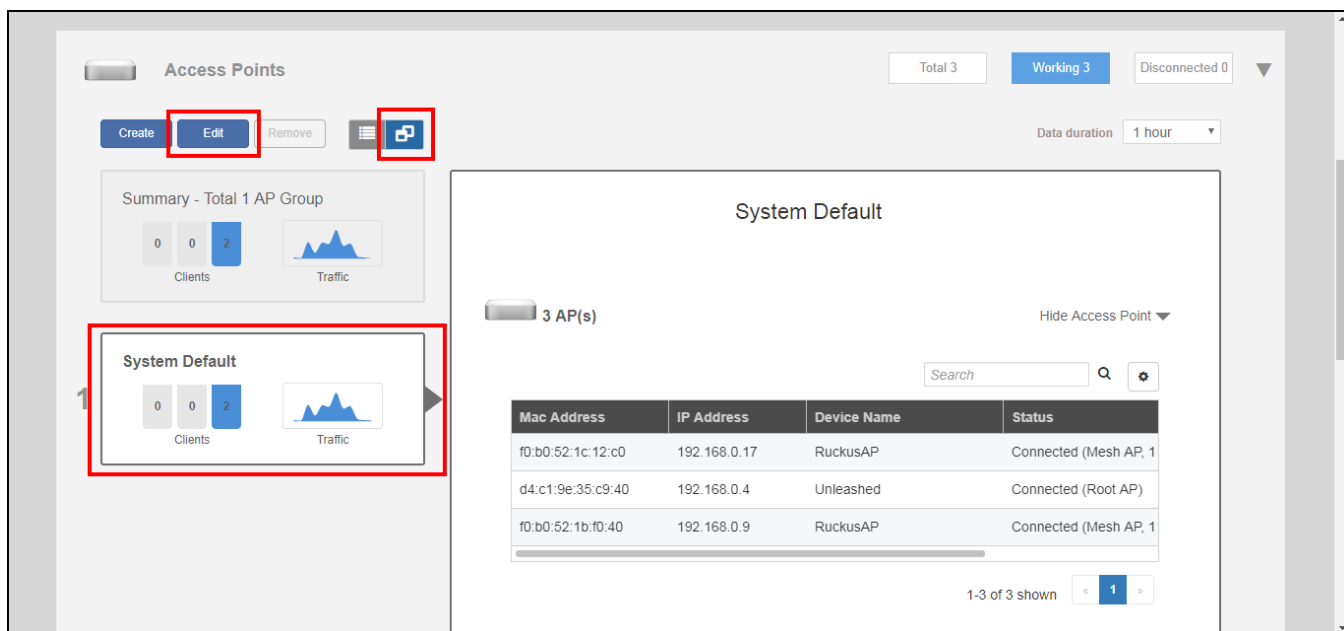 Access Points
Total 3
Working 3
Disconnected 0
Create
Edit
Remove
Data duration
1 hour
Summary - Total 1 AP Group
0 0 2
Clients
Traffic
1
System Default
0 0 2
Clients
Traffic
System Default
3 AP(s)
Hide Access Point
Search
Mac Address IP Address Device Name Status
f0:b0:52:1c:12:c0 192.168.0.17 RuckusAP Connected (Mesh AP, 1
d4:c1:9e:35:c9:40 192.168.0.4 Unleashed Connected (Root AP)
f0:b0:52:1b:f0:40 192.168.0.9 RuckusAP Connected (Mesh AP, 1
1-3 of 3 shown « 1 »